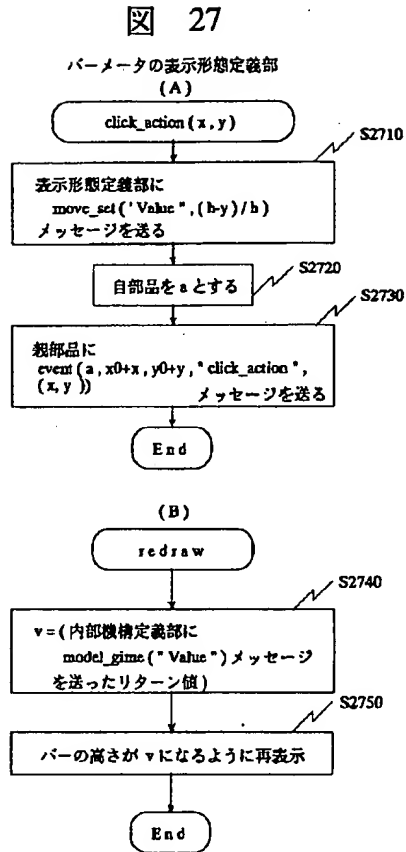 図 27
バーメータの表示形態定義部
(A)
click_action(x,y)
S2710
表示形態定義部に
move_set('Value",(h-y)/h)
メッセージを送る
S2720
自部品を a とする
S2730
親部品に
event(a,x0+x,y0+y,"click_action",
(x,y))
メッセージを送る
End
(B)
redraw
S2740
v=(内部機構定義部に
model_gime("Value")メッセージ
を送ったリターン値)
S2750
バーの高さが v になるように再表示
End